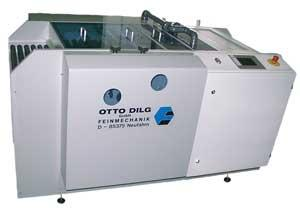 OTTO DILG
GmbH
FEINMECHANIK
D - 85375 Neufahrn